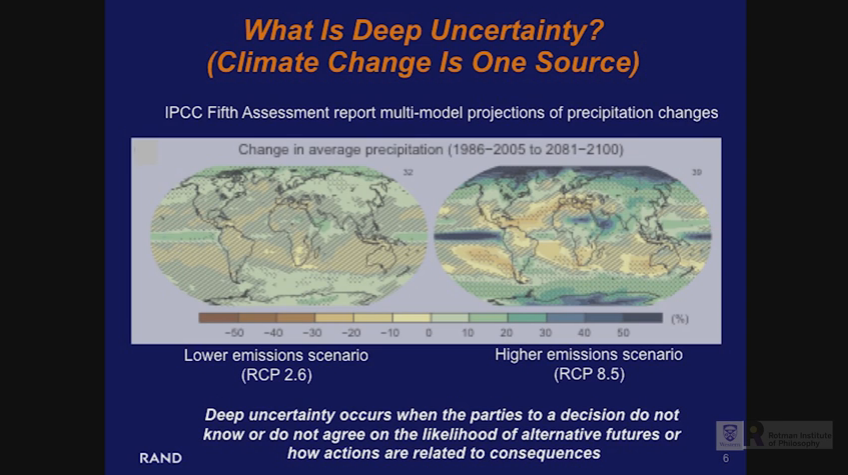 What Is Deep Uncertainty?
(Climate Change Is One Source)
IPCC Fifth Assessment report multi-model projections of precipitation changes
Change in average precipitation (1986−2005 to 2081−2100)
32
39
−50 −40 −30 −20 −10 0 10 20 30 40 50 (%)
Lower emissions scenario
(RCP 2.6)
Higher emissions scenario
(RCP 8.5)
Deep uncertainty occurs when the parties to a decision do not
know or do not agree on the likelihood of alternative futures or
how actions are related to consequences
RAND
Rotman Institute
of Philosophy
6